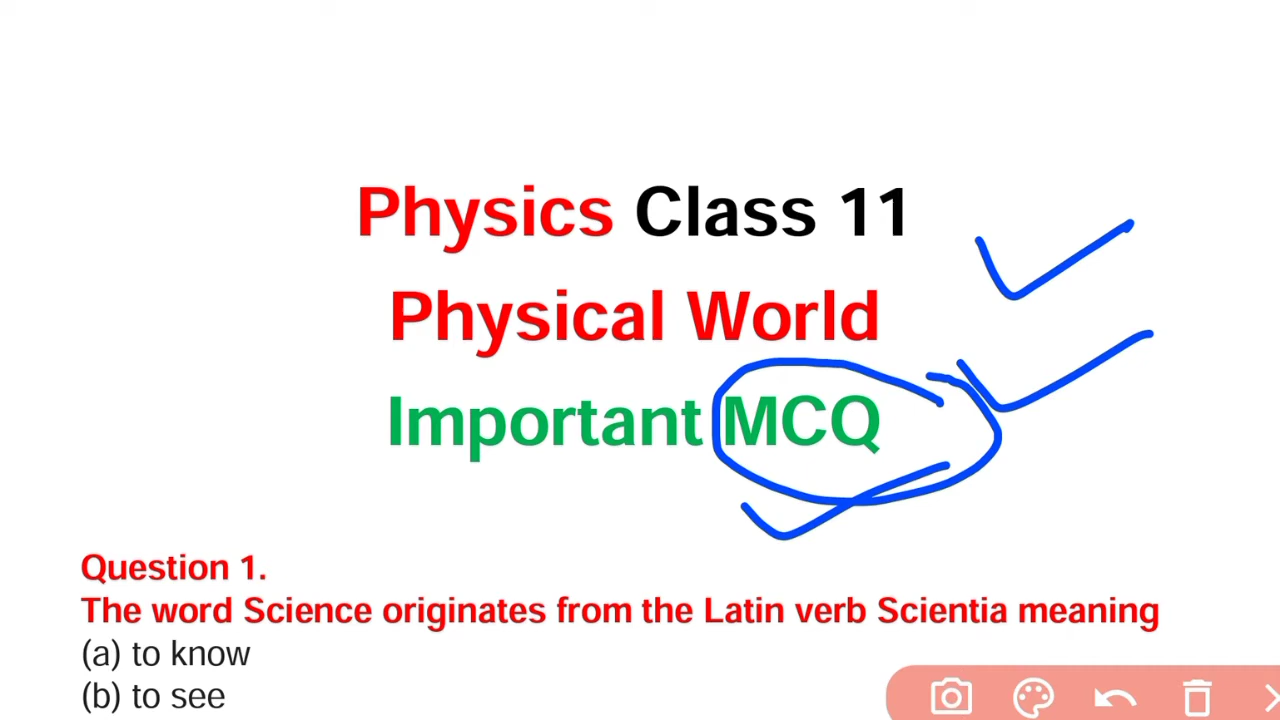 Physics Class 11
Physical World
Important MCQ
Question 1.
The word Science originates from the Latin verb Scientia meaning
(a) to know
(b) to see